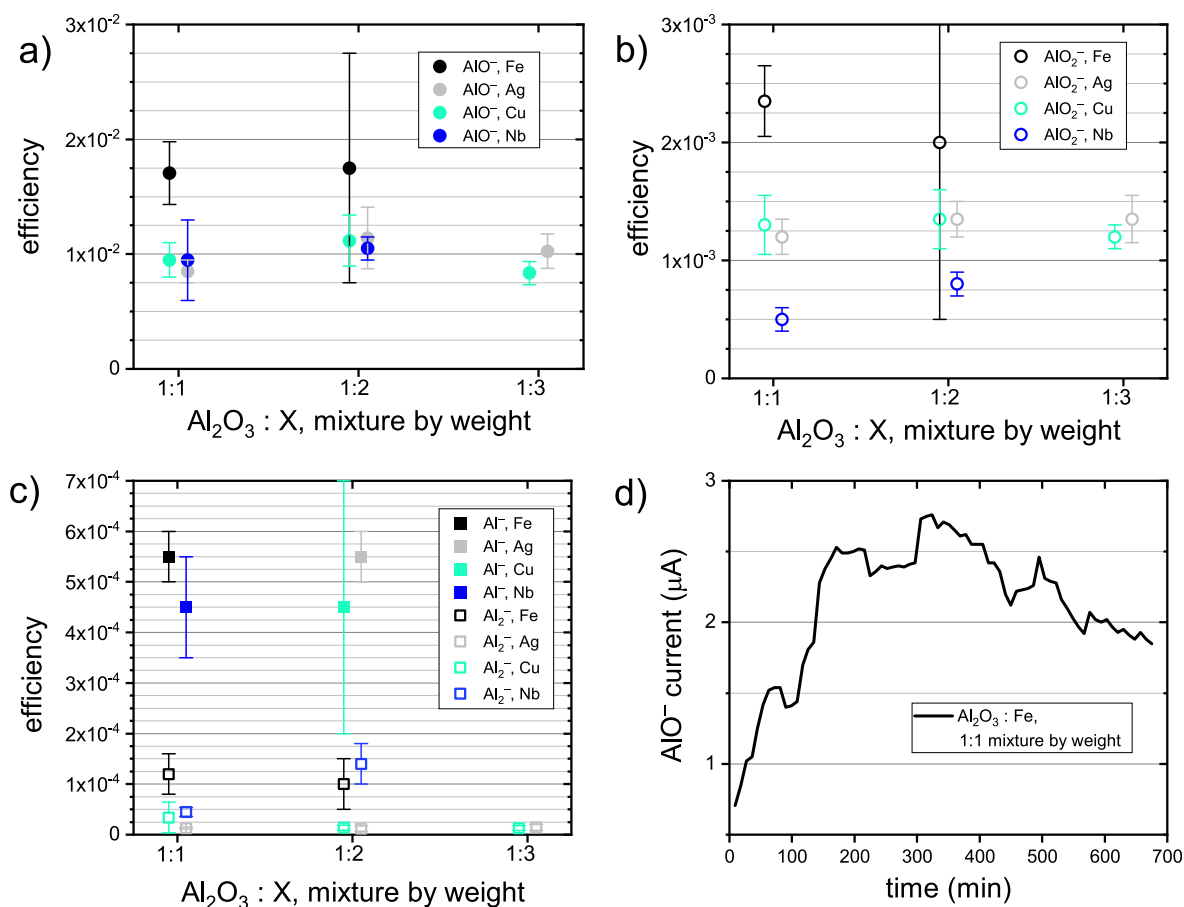 a)
3x10⁻²
2x10⁻²
1x10⁻²
0
efficiency
AlO⁻, Fe
AlO⁻, Ag
AlO⁻, Cu
AlO⁻, Nb
1:1 1:2 1:3
Al₂O₃ : X, mixture by weight
b)
3x10⁻³
2x10⁻³
1x10⁻³
0
efficiency
AlO₂⁻, Fe
AlO₂⁻, Ag
AlO₂⁻, Cu
AlO₂⁻, Nb
1:1 1:2 1:3
Al₂O₃ : X, mixture by weight
c)
7x10⁻⁴
6x10⁻⁴
5x10⁻⁴
4x10⁻⁴
3x10⁻⁴
2x10⁻⁴
1x10⁻⁴
0
efficiency
Al⁻, Fe
Al⁻, Ag
Al⁻, Cu
Al⁻, Nb
Al₂⁻, Fe
Al₂⁻, Ag
Al₂⁻, Cu
Al₂⁻, Nb
1:1 1:2 1:3
Al₂O₃ : X, mixture by weight
d)
3
2
1
AlO⁻ current (μA)
Al₂O₃ : Fe,
1:1 mixture by weight
0 100 200 300 400 500 600 700
time (min)